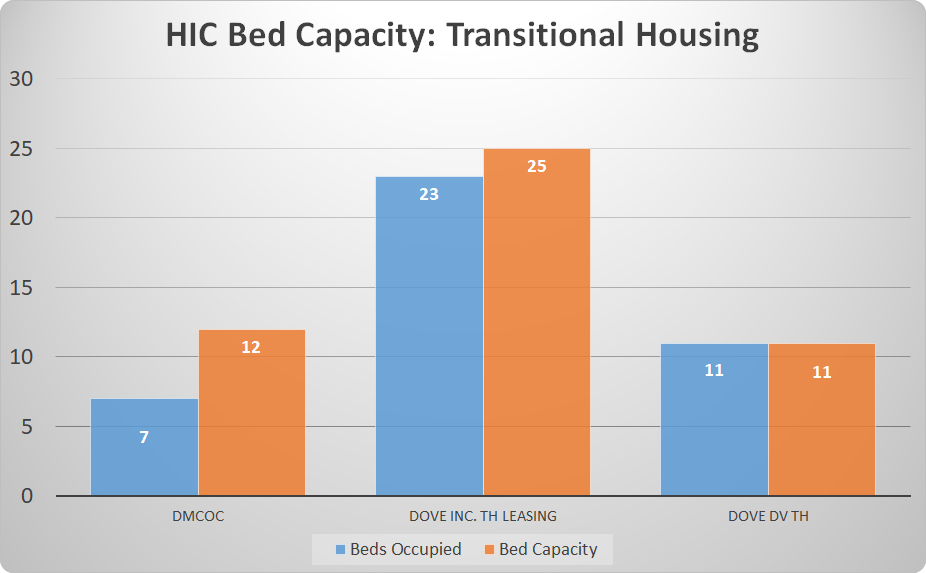 HIC Bed Capacity: Transitional Housing
30
25
20
15
10
5
0
7
12
23
25
11
11
DMCOC
DOVE INC. TH LEASING
DOVE DV TH
Beds Occupied
Bed Capacity